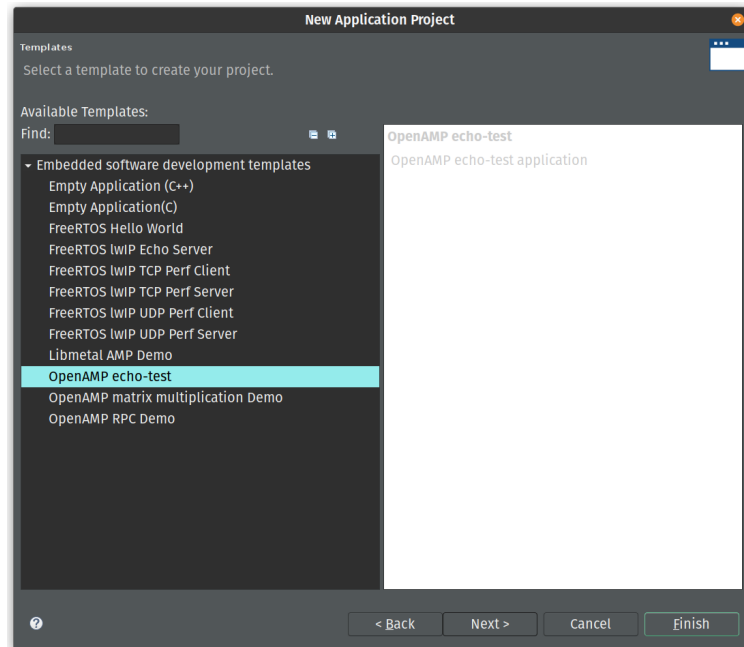 New Application Project
Templates
Select a template to create your project.
Available Templates:
Find:
Embedded software development templates
Empty Application (C++)
Empty Application(C)
FreeRTOS Hello World
FreeRTOS lwIP Echo Server
FreeRTOS lwIP TCP Perf Client
FreeRTOS lwIP TCP Perf Server
FreeRTOS lwIP UDP Perf Client
FreeRTOS lwIP UDP Perf Server
Libmetal AMP Demo
OpenAMP echo-test
OpenAMP matrix multiplication Demo
OpenAMP RPC Demo
OpenAMP echo-test
OpenAMP echo-test application
? < Back Next > Cancel Finish